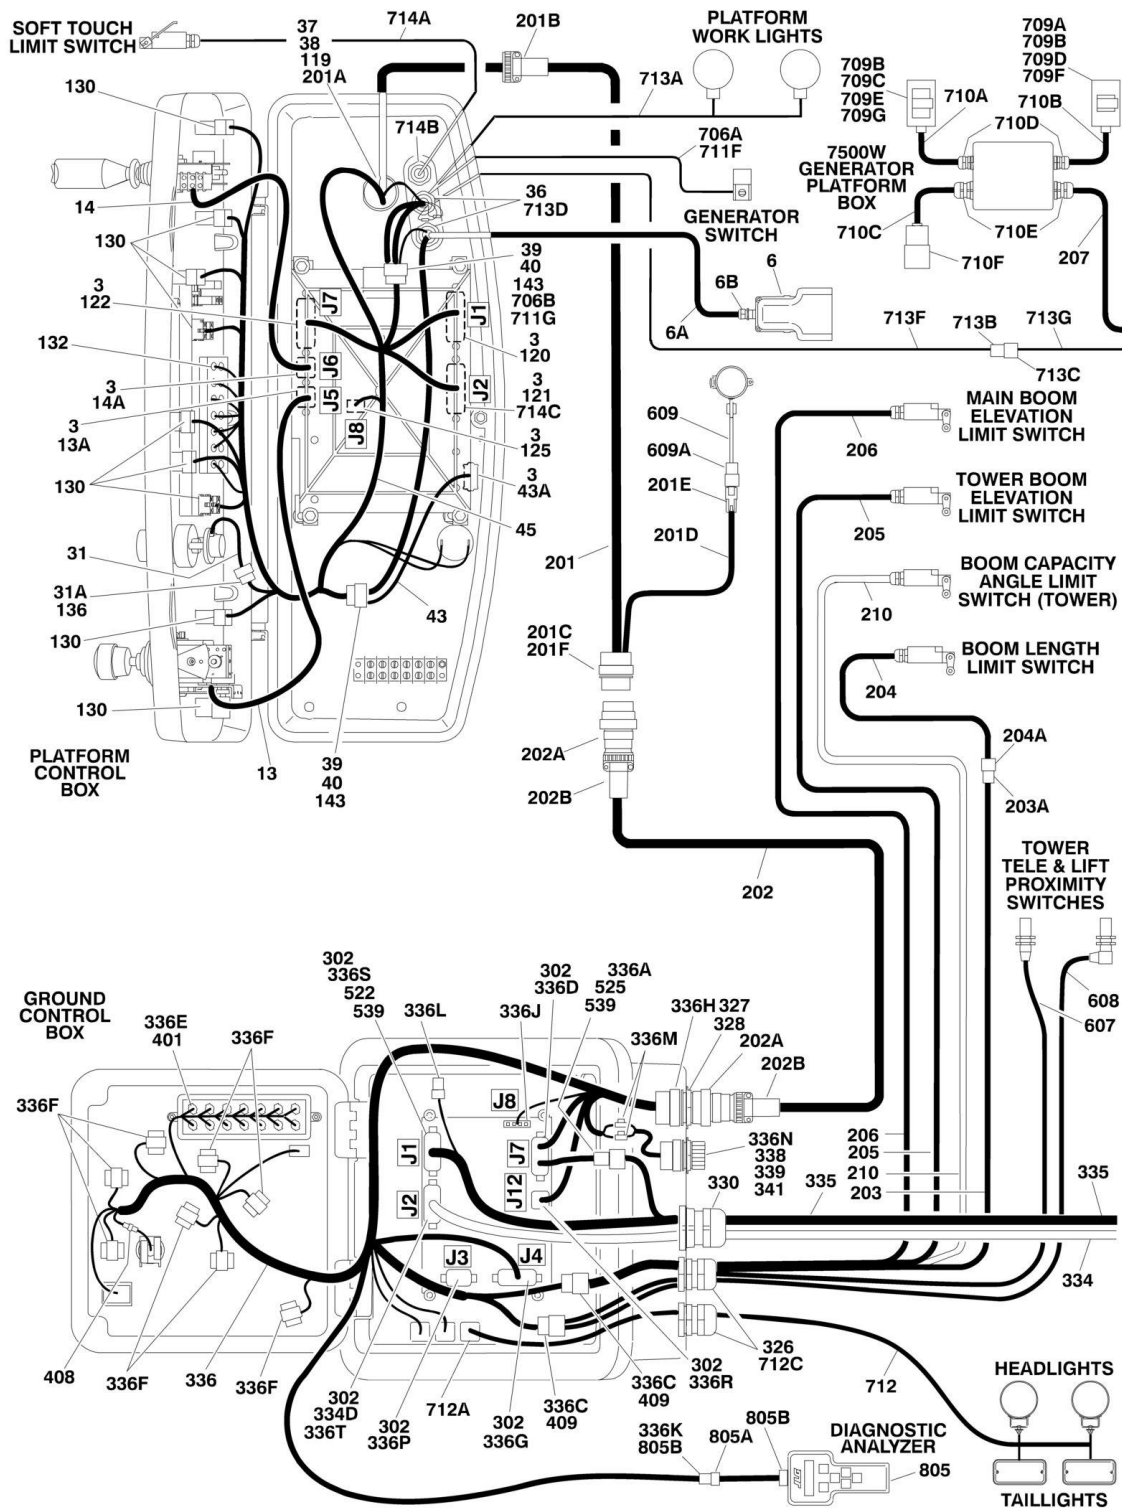 SOFT TOUCH
LIMIT SWITCH
714A
37
38
119
201A
201B
PLATFORM
WORK LIGHTS
709A
709B
709D
709F
709B
709C
709E
709G
710A
710B
710D
7500W
GENERATOR
PLATFORM
BOX
710C
710E
710F
207
130
714B
713A
706A
711F
14
36
713D
GENERATOR
SWITCH
130
39
40
143
706B
711G
6
6B
6A
713F
713B
713G
713C
3
122
J7
J1
3
120
132
J6
J5
J2
3
14A
3
121
714C
J8
3
13A
3
125
130
3
43A
609
609A
201E
201D
MAIN BOOM
ELEVATION
LIMIT SWITCH
206
TOWER BOOM
ELEVATION
LIMIT SWITCH
205
45
201
31
31A
136
BOOM CAPACITY
ANGLE LIMIT
SWITCH (TOWER)
210
43
130
201C
201F
BOOM LENGTH
LIMIT SWITCH
204
130
PLATFORM
CONTROL
BOX
13
39
40
143
202A
202B
204A
203A
202
TOWER
TELE & LIFT
PROXIMITY
SWITCHES
608
607
GROUND
CONTROL
BOX
302
336S
522
539
336L
336J
302
336D
336A
525
539
336H
327
328
336M
202A
202B
336E
401
336F
336F
J8
J1
J7
J2
J12
336N
338
339
341
206
205
210
203
330
335
335
J3
J4
334
408
336F
336
336F
302
334D
336T
302
336P
712A
302
336G
336C
409
336C
409
302
336R
326
712C
712
HEADLIGHTS
336K
805B
805A
805B
DIAGNOSTIC
ANALYZER
JLG
805
TAILLIGHTS